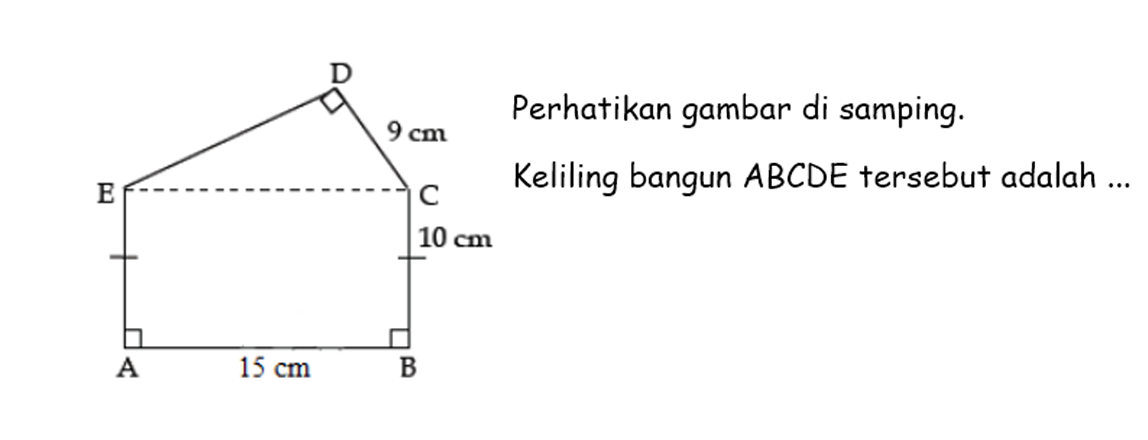 D
9 cm
E
C
10 cm
A
15 cm
B
Perhatikan gambar di samping.
Keliling bangun ABCDE tersebut adalah ...